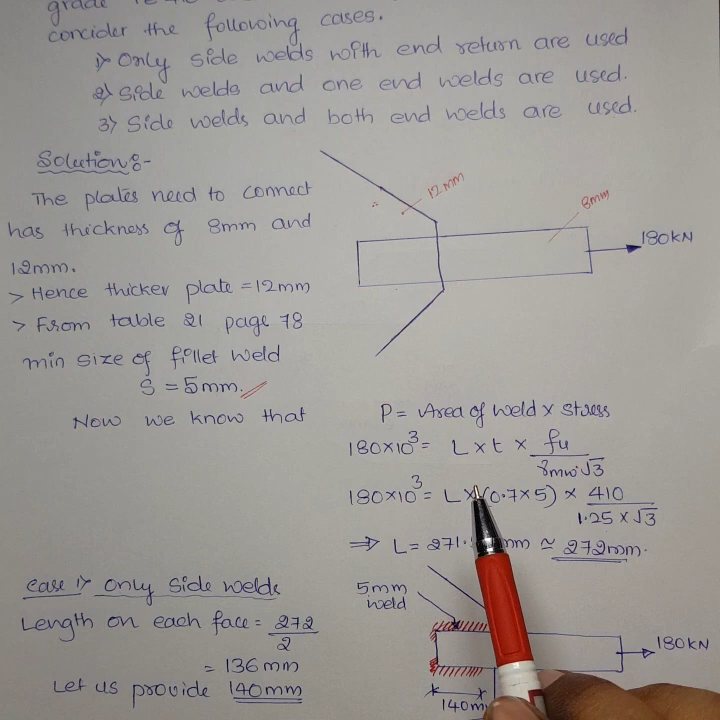 grade
concider the following cases.
1) Only side welds with end return are used
2) Side welds and one end welds are used.
3) Side welds and both end welds are used.
Solution:-
The plates need to connect
has thickness of 8mm and
12mm.
> Hence thicker plate = 12mm
> From table 21 page 78
min size of fillet weld
S = 5mm.
Now we know that
12mm
8mm
180KN
P = Area of weld x stress
180×10³ = L × t × fu / γmw·√3
180×10³ = L × (0.7×5) × 410 / 1.25 × √3
⇒ L = 271. mm ≃ 272mm.
case 1) only side welds
Length on each face = 272 / 2
= 136mm
Let us provide 140mm
5mm
weld
180KN
140m